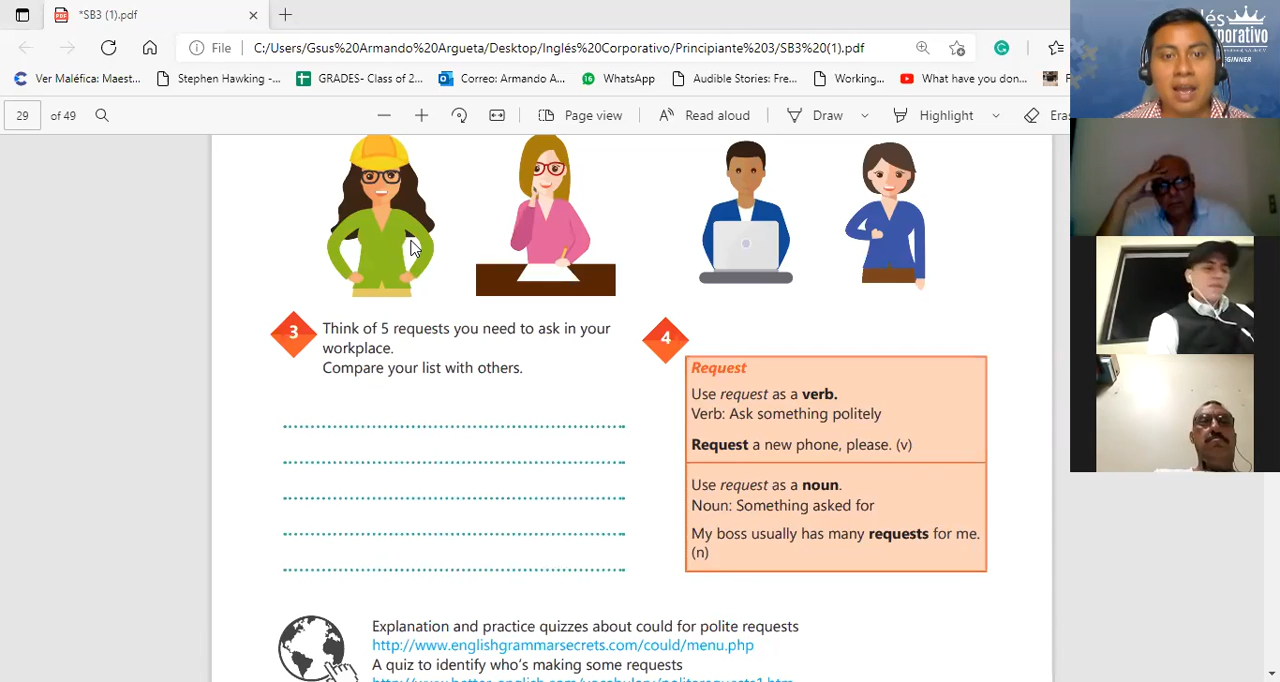 *SB3 (1).pdf
File C:/Users/Gsus%20Armando%20Argueta/Desktop/Inglés%20Corporativo/Principiante%203/SB3%20(1).pdf
Ver Maléfica: Maest...
Stephen Hawking -...
GRADES- Class of 2...
Correo: Armando A...
WhatsApp
Audible Stories: Fre...
Working...
What have you don...
29 of 49
Page view
Read aloud
Draw
Highlight
Eras
3
Think of 5 requests you need to ask in your
workplace.
Compare your list with others.
4
Request
Use request as a verb.
Verb: Ask something politely
Request a new phone, please. (v)
Use request as a noun.
Noun: Something asked for
My boss usually has many requests for me.
(n)
Explanation and practice quizzes about could for polite requests
http://www.englishgrammarsecrets.com/could/menu.php
A quiz to identify who's making some requests